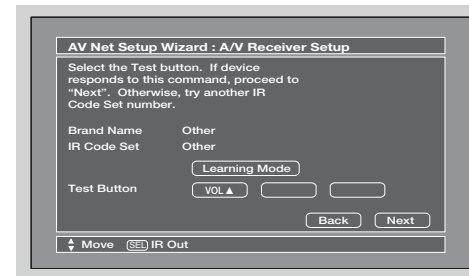 AV Net Setup Wizard : A/V Receiver Setup
Select the Test button. If device
responds to this command, proceed to
“Next”. Otherwise, try another IR
Code Set number.
Brand Name Other
IR Code Set Other
Learning Mode
Test Button VOL▲
Back Next
Move SEL IR Out